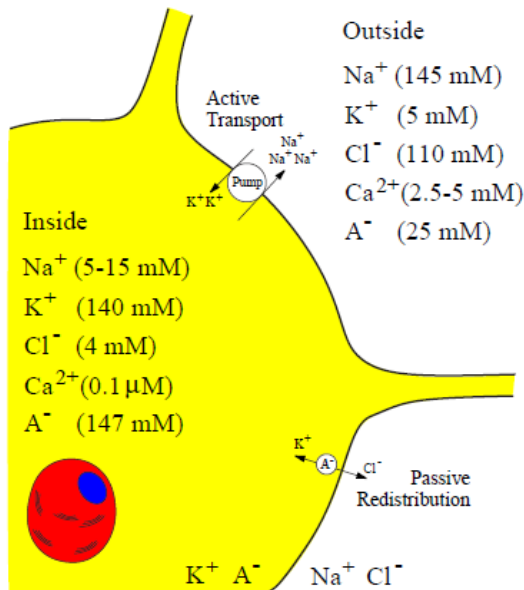 Outside
Na⁺ (145 mM)
K⁺ (5 mM)
Cl⁻ (110 mM)
Ca²⁺(2.5-5 mM)
A⁻ (25 mM)
Active
Transport
Na⁺
Na⁺Na⁺
Pump
K⁺K⁺
Inside
Na⁺ (5-15 mM)
K⁺ (140 mM)
Cl⁻ (4 mM)
Ca²⁺(0.1 μM)
A⁻ (147 mM)
K⁺
A⁻
Cl⁻
Passive
Redistribution
K⁺ A⁻ Na⁺ Cl⁻